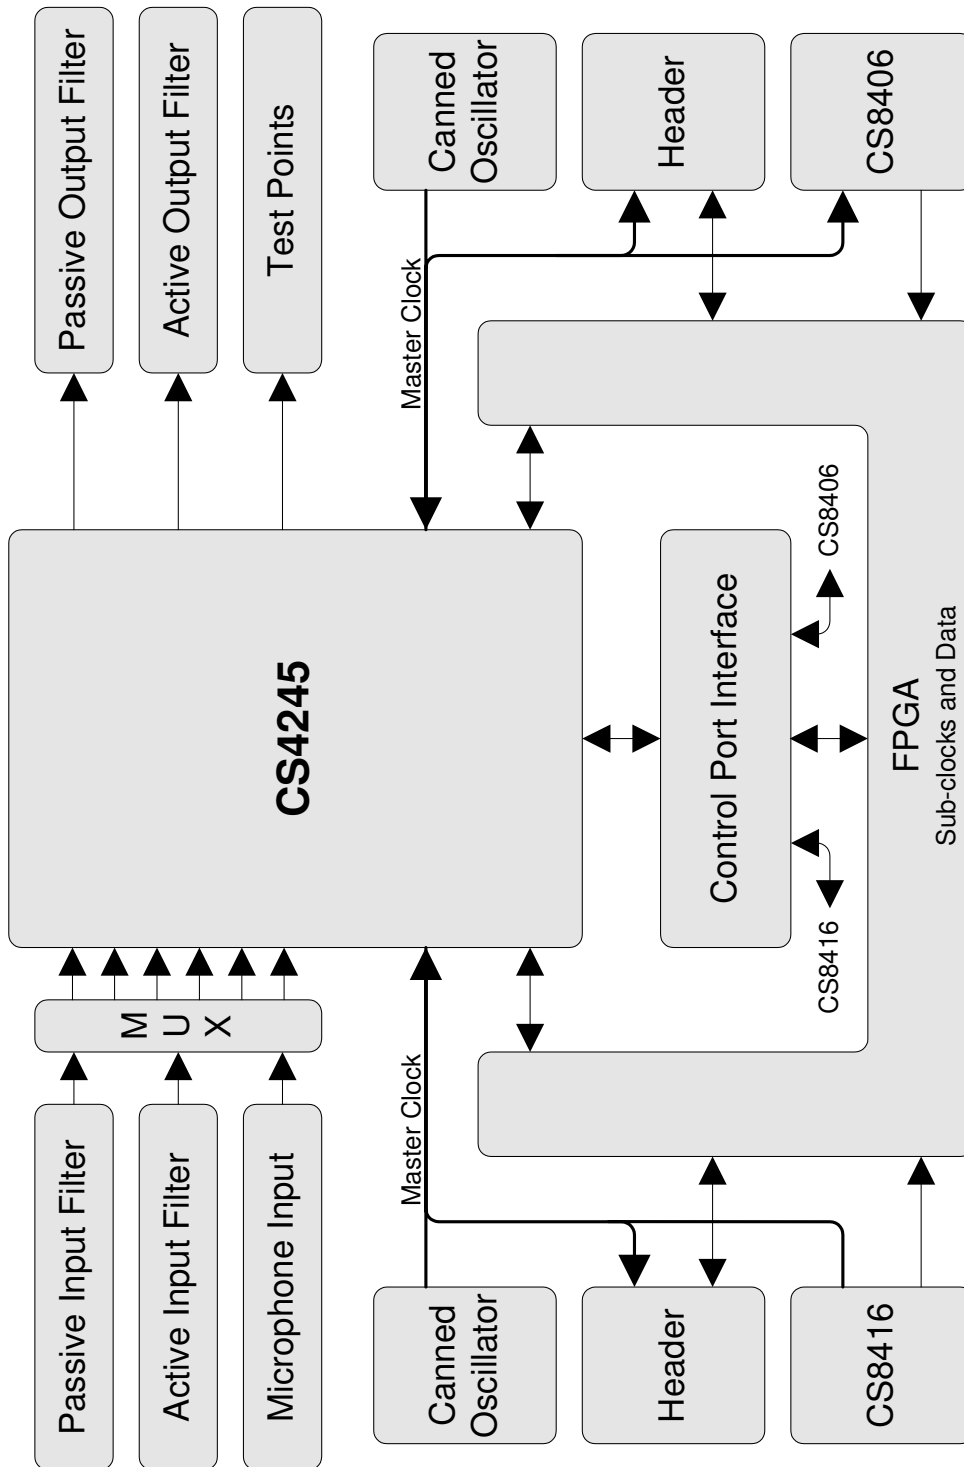 Passive Output Filter
Active Output Filter
Test Points
Canned
Oscillator
Header
CS8406
Master Clock
CS4245
Control Port Interface
CS8406
CS8416
FPGA
Sub-clocks and Data
M
U
X
Master Clock
Passive Input Filter
Active Input Filter
Microphone Input
Canned
Oscillator
Header
CS8416